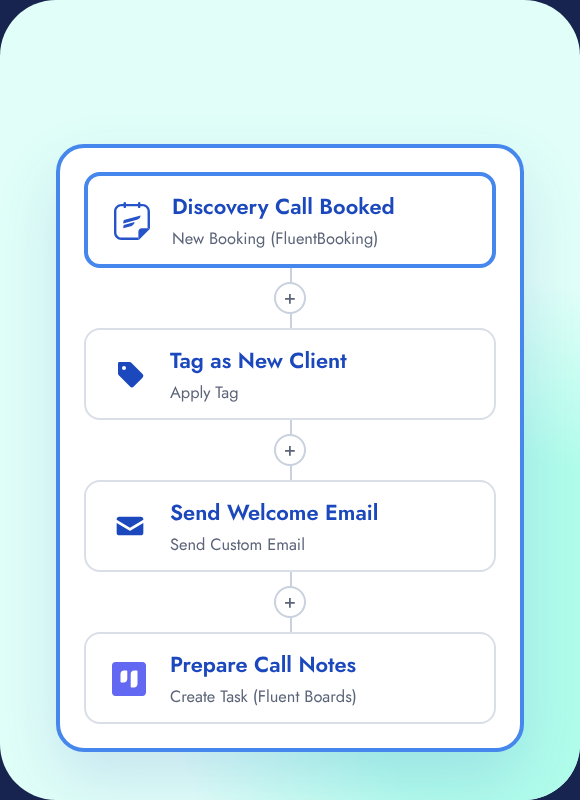 Discovery Call Booked
New Booking (FluentBooking)
+
Tag as New Client
Apply Tag
+
Send Welcome Email
Send Custom Email
+
Prepare Call Notes
Create Task (Fluent Boards)